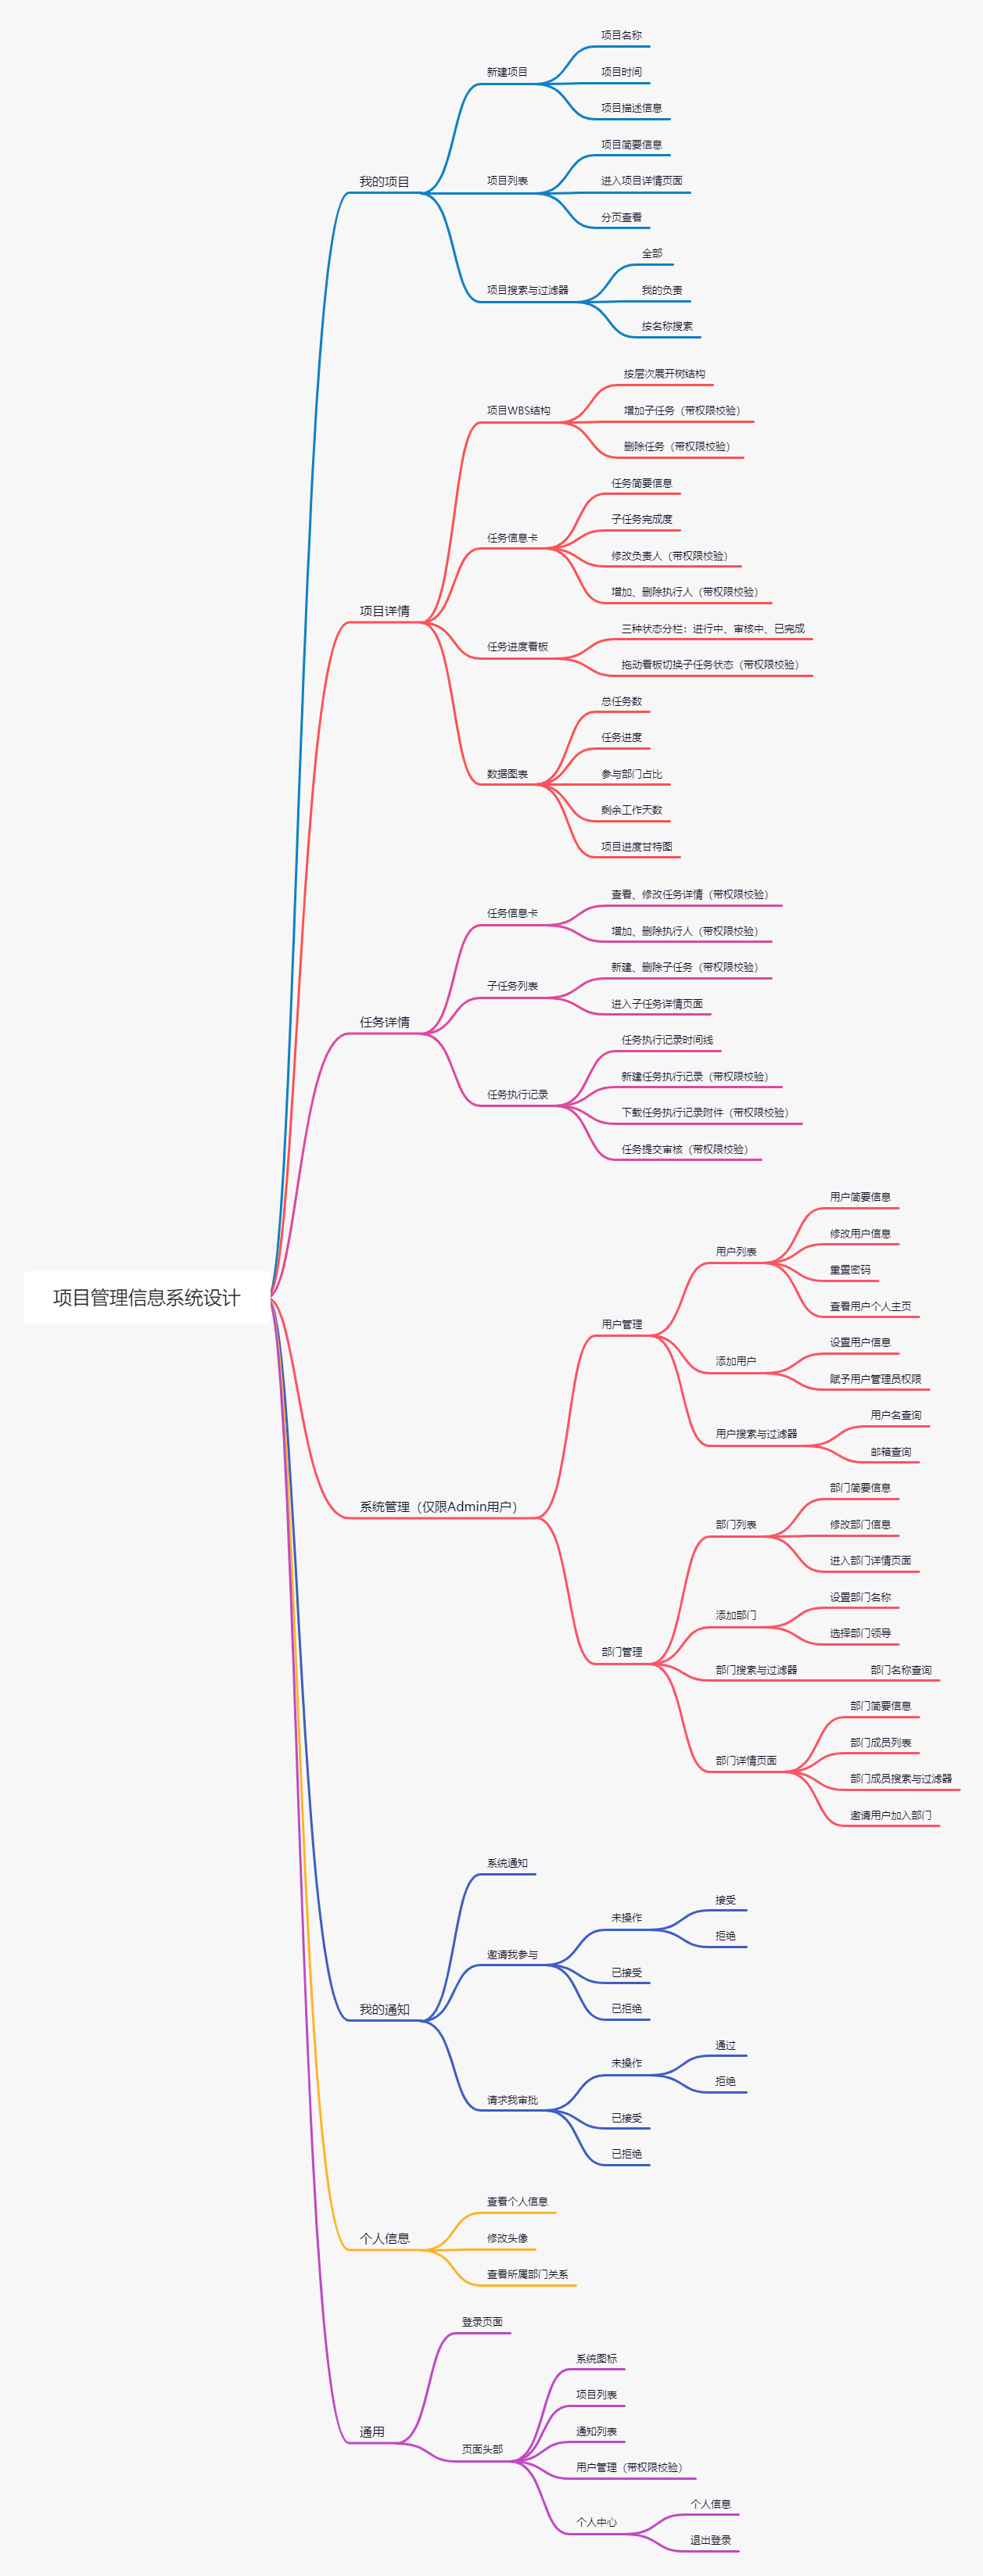 项目管理信息系统设计
我的项目
新建项目
项目名称
项目时间
项目描述信息
项目列表
项目简要信息
进入项目详情页面
分页查看
项目搜索与过滤器
全部
我的负责
按名称搜索
项目详情
项目WBS结构
按层次展开树结构
增加子任务（带权限校验）
删除任务（带权限校验）
任务信息卡
任务简要信息
子任务完成度
修改负责人（带权限校验）
增加、删除执行人（带权限校验）
任务进度看板
三种状态分栏：进行中、审核中、已完成
拖动看板切换子任务状态（带权限校验）
数据图表
总任务数
任务进度
参与部门占比
剩余工作天数
项目进度甘特图
任务详情
任务信息卡
查看、修改任务详情（带权限校验）
增加、删除执行人（带权限校验）
子任务列表
新建、删除子任务（带权限校验）
进入子任务详情页面
任务执行记录
任务执行记录时间线
新建任务执行记录（带权限校验）
下载任务执行记录附件（带权限校验）
任务提交审核（带权限校验）
系统管理（仅限Admin用户）
用户管理
用户列表
用户简要信息
修改用户信息
重置密码
查看用户个人主页
添加用户
设置用户信息
赋予用户管理员权限
用户搜索与过滤器
用户名查询
邮箱查询
部门管理
部门列表
部门简要信息
修改部门信息
进入部门详情页面
添加部门
设置部门名称
选择部门领导
部门搜索与过滤器
部门名称查询
部门详情页面
部门简要信息
部门成员列表
部门成员搜索与过滤器
邀请用户加入部门
我的通知
系统通知
邀请我参与
未操作
接受
拒绝
已接受
已拒绝
请求我审批
未操作
通过
拒绝
已接受
已拒绝
个人信息
查看个人信息
修改头像
查看所属部门关系
通用
登录页面
页面头部
系统图标
项目列表
通知列表
用户管理（带权限校验）
个人中心
个人信息
退出登录